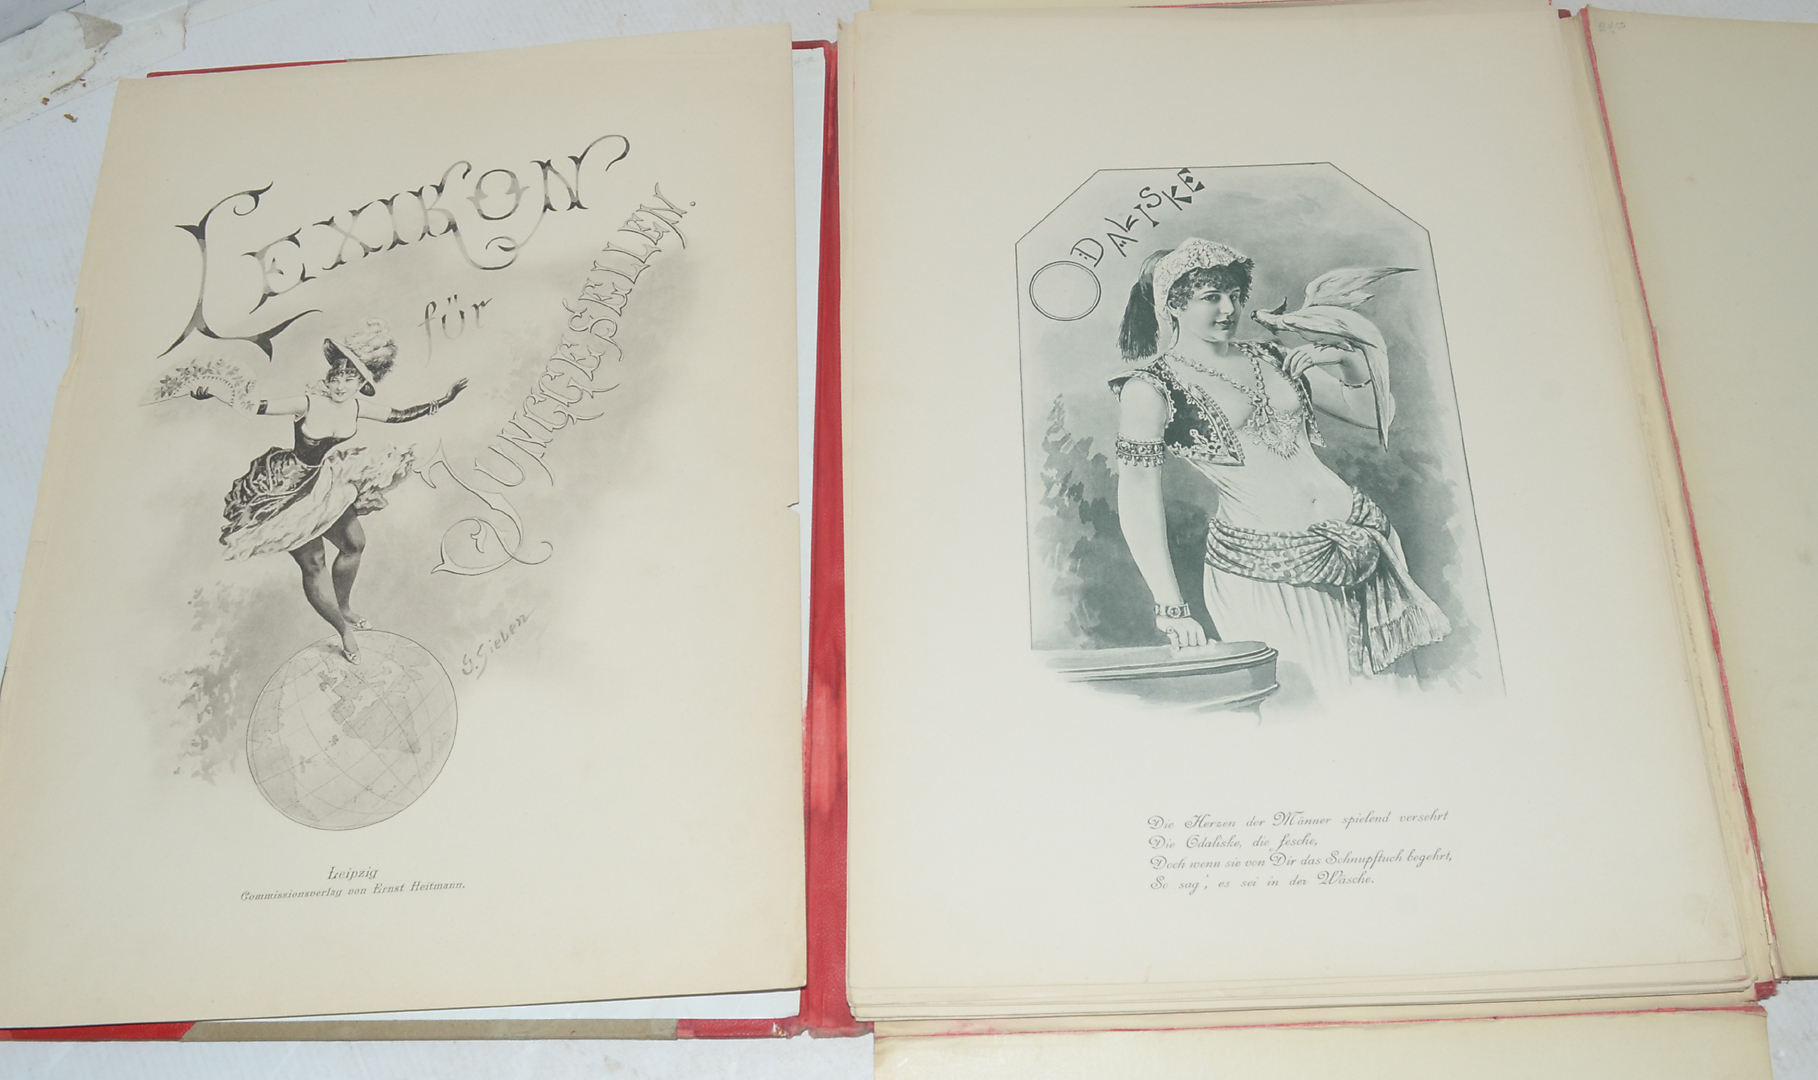 LEXIKON
für
JUNGGESELLEN.
G. Sieben
Leipzig
Commissionsverlag von Ernst Heitmann.
ODALISKE
Die Herzen der Männer spielend versehrt
Die Odaliske, die fesche,
Doch wenn sie von Dir das Schnupftuch begehrt,
So sag', es sei in der Wäsche.